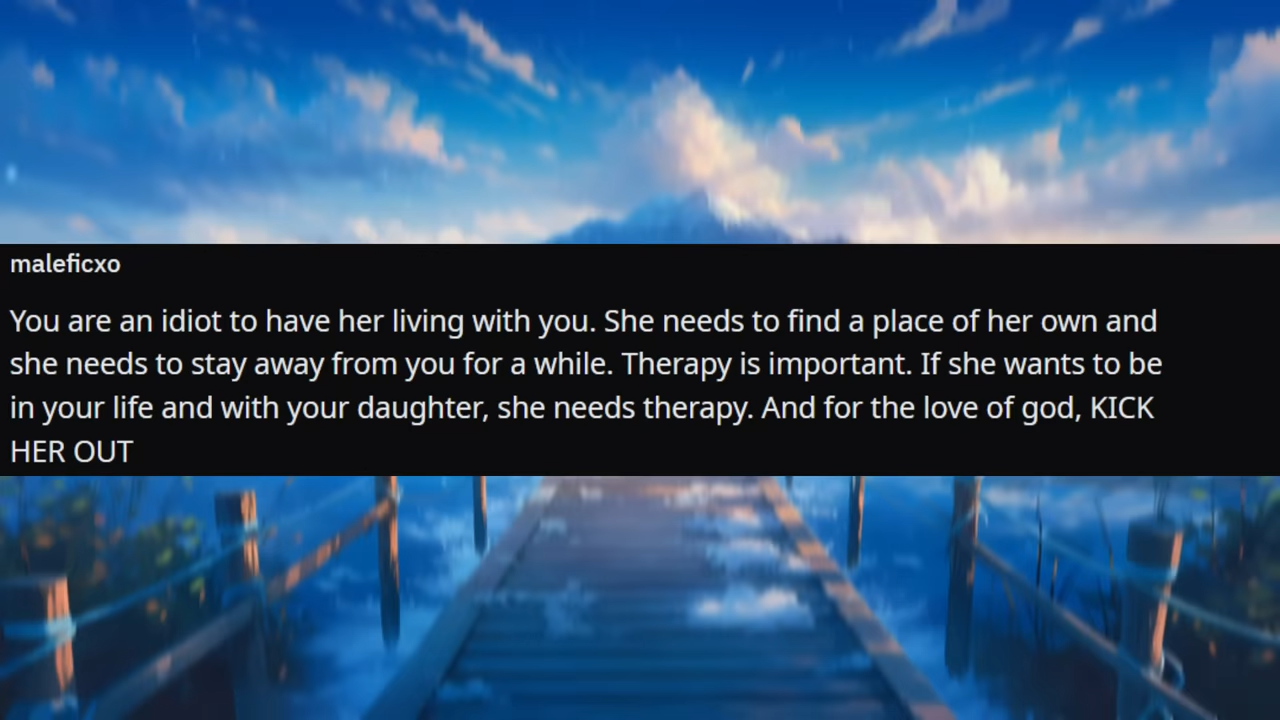 maleficxo
You are an idiot to have her living with you. She needs to find a place of her own and
she needs to stay away from you for a while. Therapy is important. If she wants to be
in your life and with your daughter, she needs therapy. And for the love of god, KICK
HER OUT